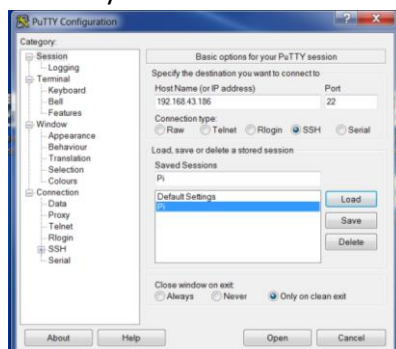 PuTTY Configuration
Category:
Session
Logging
Terminal
Keyboard
Bell
Features
Window
Appearance
Behaviour
Translation
Selection
Colours
Connection
Data
Proxy
Telnet
Rlogin
SSH
Serial
Basic options for your PuTTY session
Specify the destination you want to connect to
Host Name (or IP address) Port
192.168.43.186 22
Connection type:
Raw Telnet Rlogin SSH Serial
Load, save or delete a stored session
Saved Sessions
Pi
Default Settings
Pi
Load
Save
Delete
Close window on exit:
Always Never Only on clean exit
About Help Open Cancel